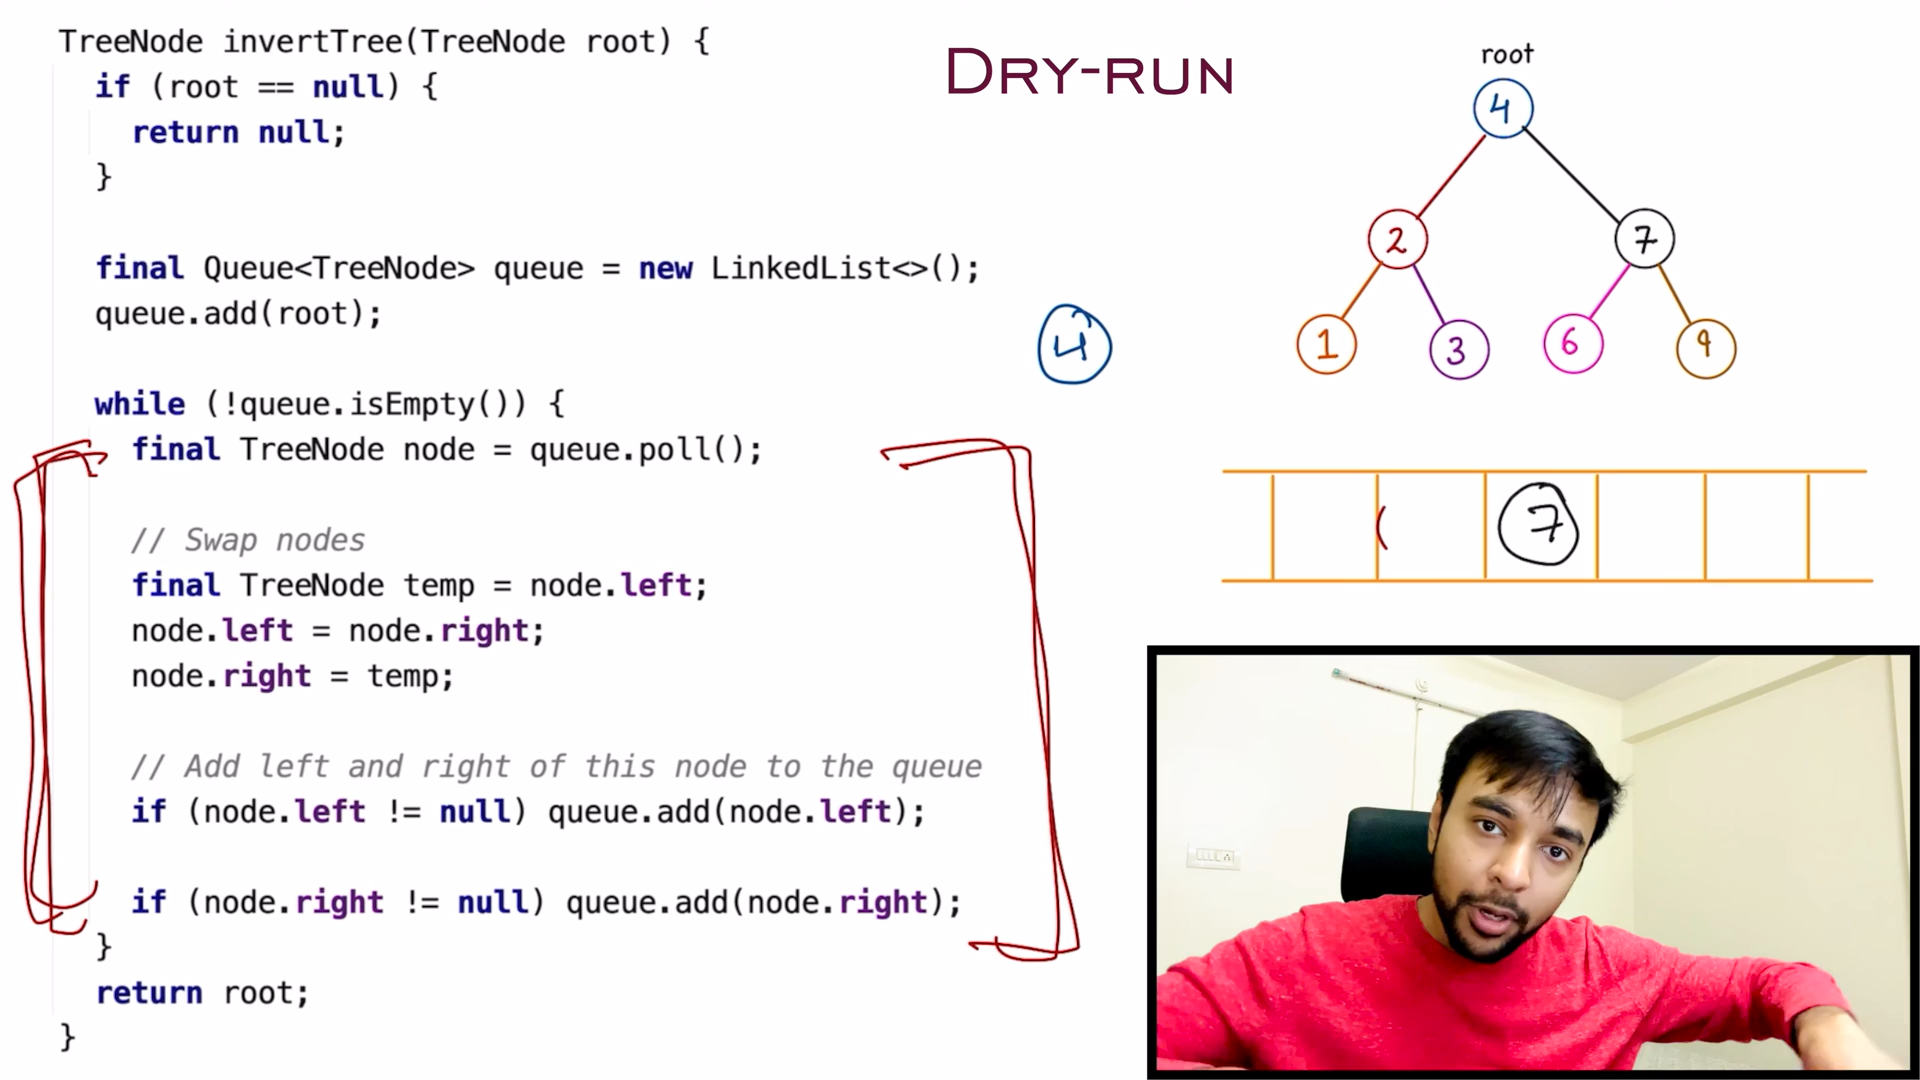 TreeNode invertTree(TreeNode root) {
if (root == null) {
return null;
}
final Queue<TreeNode> queue = new LinkedList<>();
queue.add(root);
while (!queue.isEmpty()) {
final TreeNode node = queue.poll();
// Swap nodes
final TreeNode temp = node.left;
node.left = node.right;
node.right = temp;
// Add left and right of this node to the queue
if (node.left != null) queue.add(node.left);
if (node.right != null) queue.add(node.right);
}
return root;
}
DRY-RUN
root
4
2 7
1 3 6 9
4
7